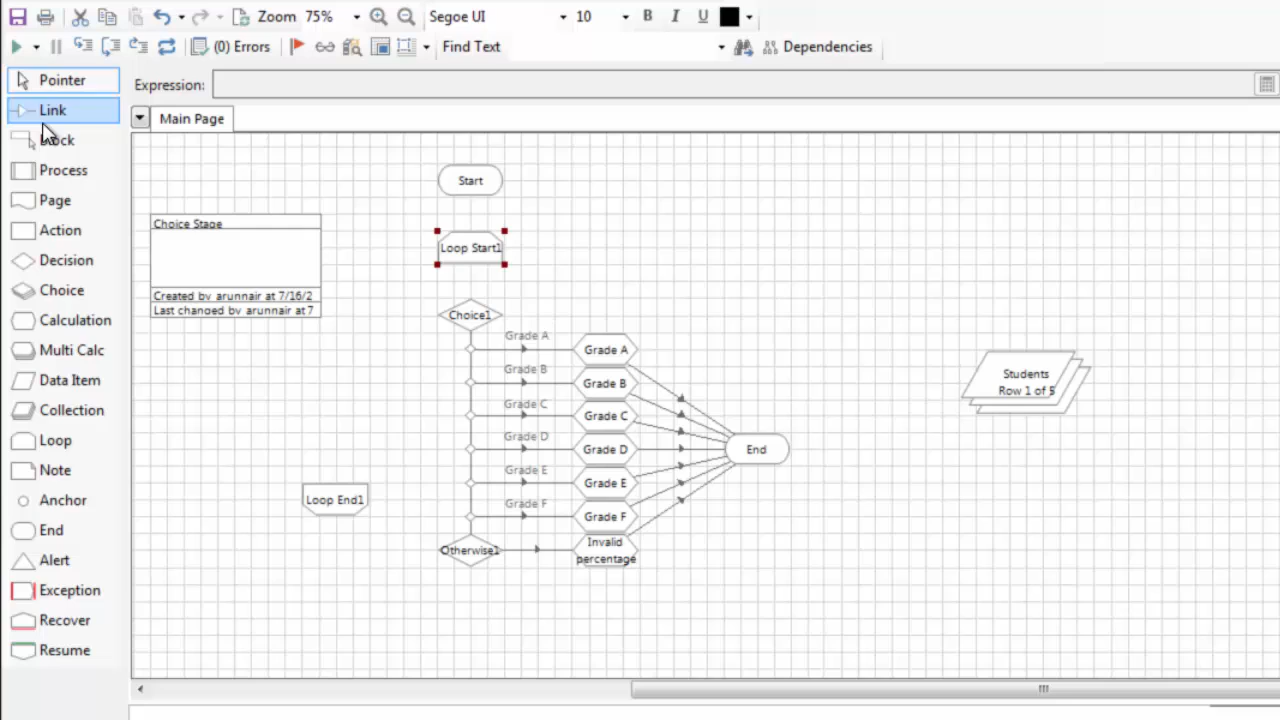 Zoom 75% Segoe UI 10 B I U
(0) Errors Find Text Dependencies
Pointer
Expression:
Link
Main Page
Process
Page
Action
Decision
Choice
Calculation
Multi Calc
Data Item
Collection
Loop
Note
Anchor
End
Alert
Exception
Recover
Resume
Start
Choice Stage
Created by arunnair at 7/16/2
Last changed by arunnair at 7
Loop Start1
Choice1
Grade A
Grade A
Grade B
Grade B
Grade C
Grade C
Grade D
Grade D
Grade E
Grade E
Grade F
Grade F
Otherwise1
Invalid
percentage
End
Loop End1
Students
Row 1 of 5